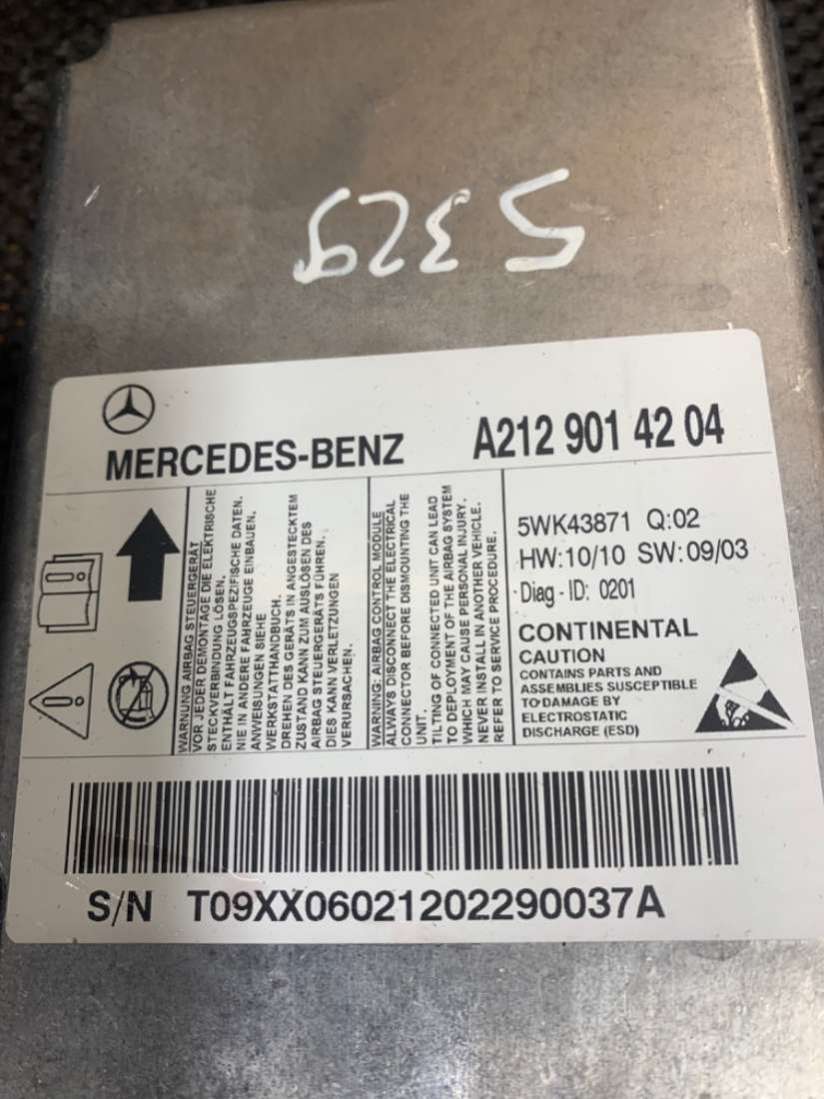 5329
MERCEDES-BENZ A212 901 42 04
WARNUNG AIRBAG STEUERGERÄT
VOR JEDER DEMONTAGE DIE ELEKTRISCHE
STECKVERBINDUNG LÖSEN.
ENTHÄLT FAHRZEUGSPEZIFISCHE DATEN.
NIE IN ANDERE FAHRZEUGE EINBAUEN.
ANWEISUNGEN SIEHE
WERKSTATTHANDBUCH.
DREHEN DES GERÄTS IN ANGESTECKTEM
ZUSTAND KANN ZUM AUSLÖSEN DES
AIRBAG STEUERGERÄTS FÜHREN.
DIES KANN VERLETZUNGEN
VERURSACHEN.
WARNING: AIRBAG CONTROL MODULE
ALWAYS DISCONNECT THE ELECTRICAL
CONNECTOR BEFORE DISMOUNTING THE
UNIT.
TILTING OF CONNECTED UNIT CAN LEAD
TO DEPLOYMENT OF THE AIRBAG SYSTEM
WHICH MAY CAUSE PERSONAL INJURY.
NEVER INSTALL IN ANOTHER VEHICLE.
REFER TO SERVICE PROCEDURE.
5WK43871 Q:02
HW:10/10 SW:09/03
Diag - ID: 0201
CONTINENTAL
CAUTION
CONTAINS PARTS AND
ASSEMBLIES SUSCEPTIBLE
TO DAMAGE BY
ELECTROSTATIC
DISCHARGE (ESD)
S/N T09XX06021202290037A